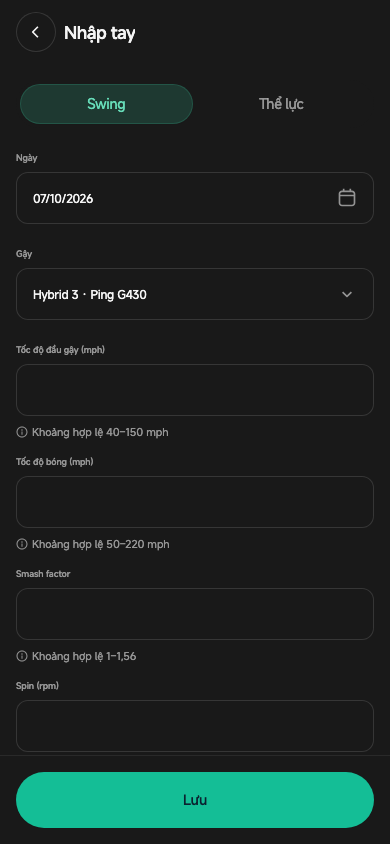 Nhập tay
Swing
Thể lực
Ngày
07/10/2026
Gậy
Hybrid 3 · Ping G430
Tốc độ đầu gậy (mph)
Khoảng hợp lệ 40–150 mph
Tốc độ bóng (mph)
Khoảng hợp lệ 50–220 mph
Smash factor
Khoảng hợp lệ 1–1,56
Spin (rpm)
Lưu